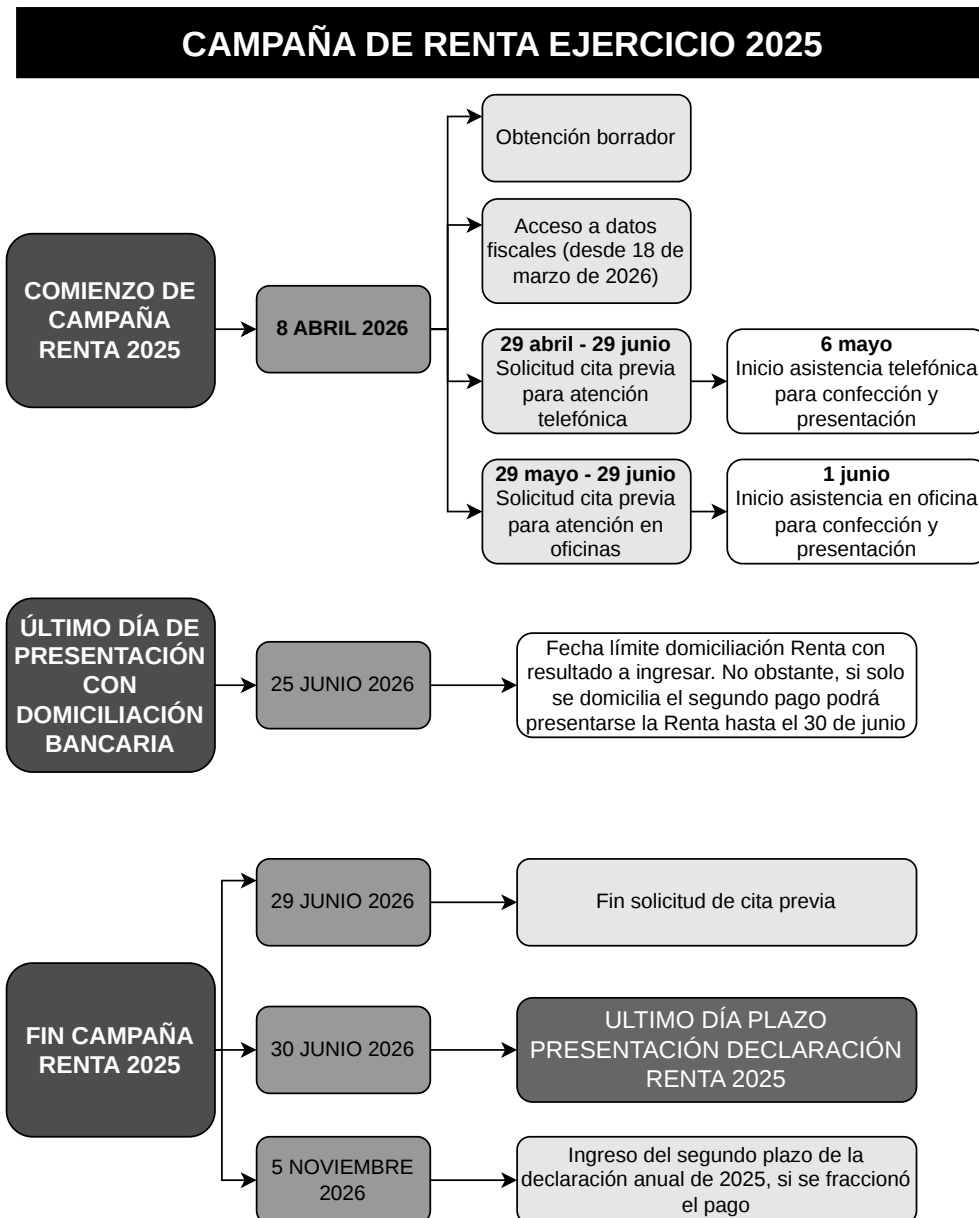 CAMPAÑA DE RENTA EJERCICIO 2025
COMIENZO DE
CAMPAÑA
RENTA 2025
8 ABRIL 2026
Obtención borrador
Acceso a datos
fiscales (desde 18 de
marzo de 2026)
29 abril - 29 junio
Solicitud cita previa
para atención
telefónica
6 mayo
Inicio asistencia telefónica
para confección y
presentación
29 mayo - 29 junio
Solicitud cita previa
para atención en
oficinas
1 junio
Inicio asistencia en oficina
para confección y
presentación
ÚLTIMO DÍA DE
PRESENTACIÓN
CON
DOMICILIACIÓN
BANCARIA
25 JUNIO 2026
Fecha límite domiciliación Renta con
resultado a ingresar. No obstante, si solo
se domicilia el segundo pago podrá
presentarse la Renta hasta el 30 de junio
FIN CAMPAÑA
RENTA 2025
29 JUNIO 2026
Fin solicitud de cita previa
30 JUNIO 2026
ULTIMO DÍA PLAZO
PRESENTACIÓN DECLARACIÓN
RENTA 2025
5 NOVIEMBRE
2026
Ingreso del segundo plazo de la
declaración anual de 2025, si se fraccionó
el pago